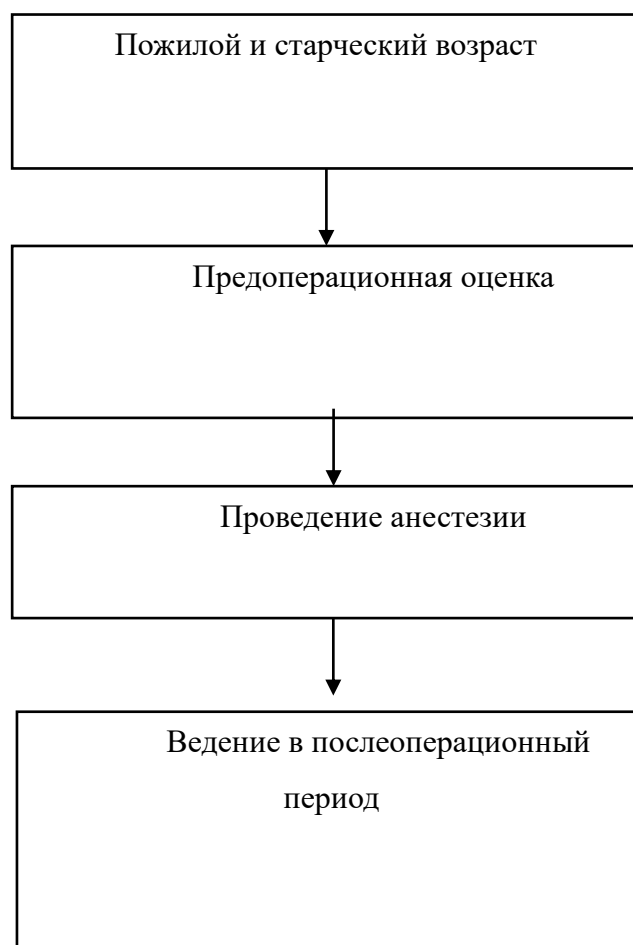 Пожилой и старческий возраст
Предоперационная оценка
Проведение анестезии
Ведение в послеоперационный
период